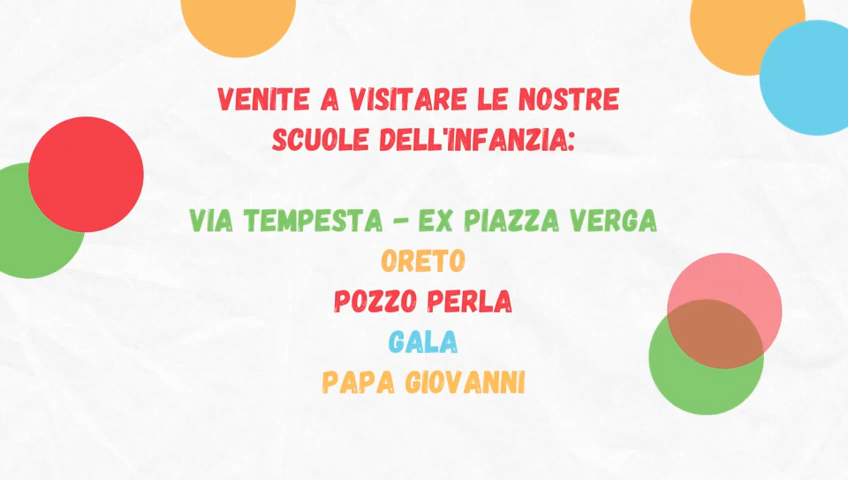 VENITE A VISITARE LE NOSTRE
SCUOLE DELL'INFANZIA:
VIA TEMPESTA - EX PIAZZA VERGA
ORETO
POZZO PERLA
GALA
PAPA GIOVANNI